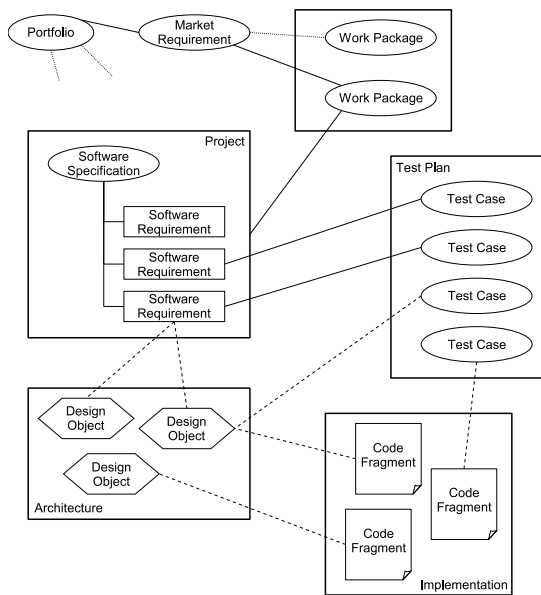 Portfolio
Market
Requirement
Work Package
Work Package
Project
Software
Specification
Software
Requirement
Software
Requirement
Software
Requirement
Test Plan
Test Case
Test Case
Test Case
Test Case
Design
Object
Design
Object
Design
Object
Architecture
Code
Fragment
Code
Fragment
Code
Fragment
Implementation